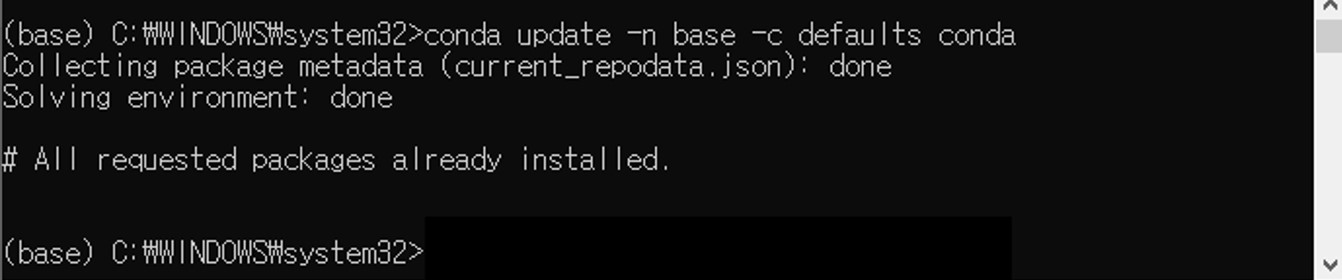 (base) C:₩WINDOWS₩system32>conda update -n base -c defaults conda
Collecting package metadata (current_repodata.json): done
Solving environment: done
# All requested packages already installed.
(base) C:₩WINDOWS₩system32>